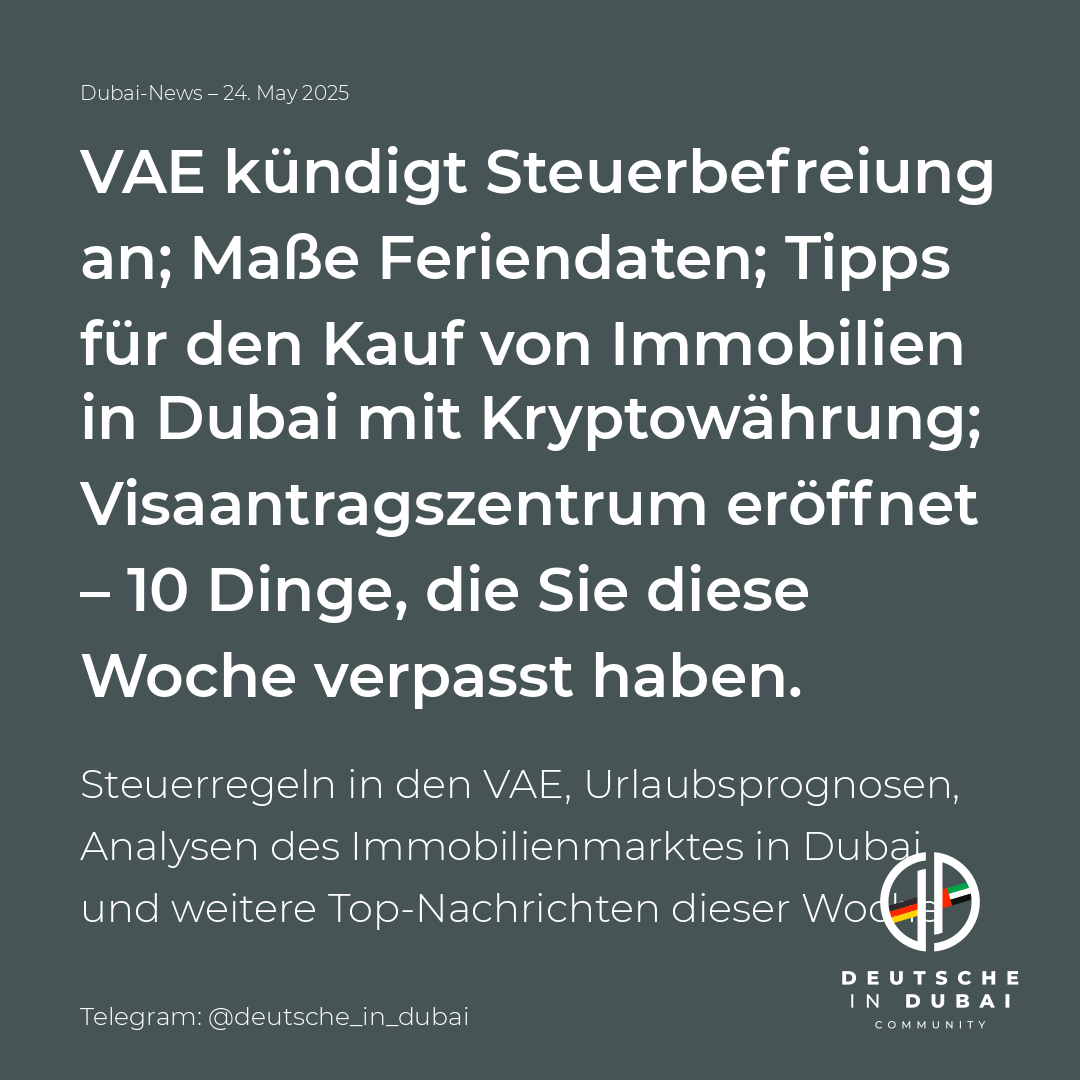 Dubai-News – 24. May 2025
VAE kündigt Steuerbefreiung
an; Maße Feriendaten; Tipps
für den Kauf von Immobilien
in Dubai mit Kryptowährung;
Visaantragszentrum eröffnet
– 10 Dinge, die Sie diese
Woche verpasst haben.
Steuerregeln in den VAE, Urlaubsprognosen,
Analysen des Immobilienmarktes in Dubai
und weitere Top-Nachrichten dieser Woche
DEUTSCHE
IN DUBAI
COMMUNITY
Telegram: @deutsche_in_dubai